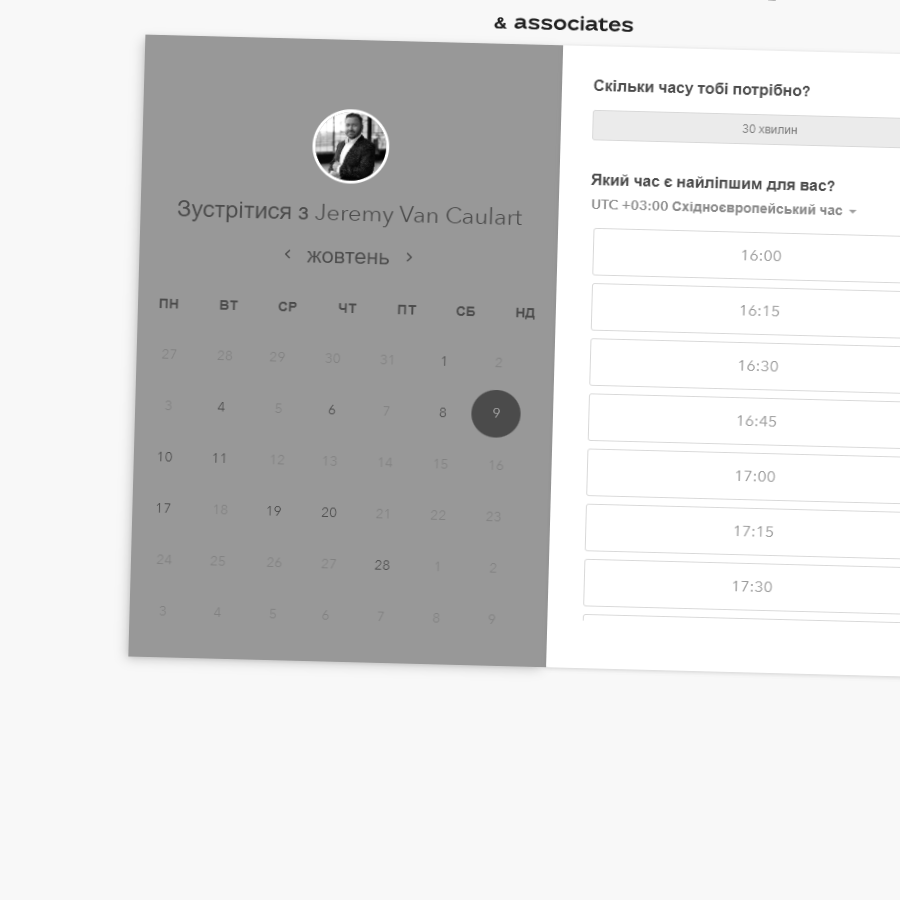 & associates
Зустрітися з Jeremy Van Caulart
‹ жовтень ›
ПН ВТ СР ЧТ ПТ СБ НД
27 28 29 30 31 1 2
3 4 5 6 7 8 9
10 11 12 13 14 15 16
17 18 19 20 21 22 23
24 25 26 27 28 1 2
3 4 5 6 7 8 9
Скільки часу тобі потрібно?
30 хвилин
Який час є найліпшим для вас?
UTC +03:00 Східноєвропейський час
16:00
16:15
16:30
16:45
17:00
17:15
17:30